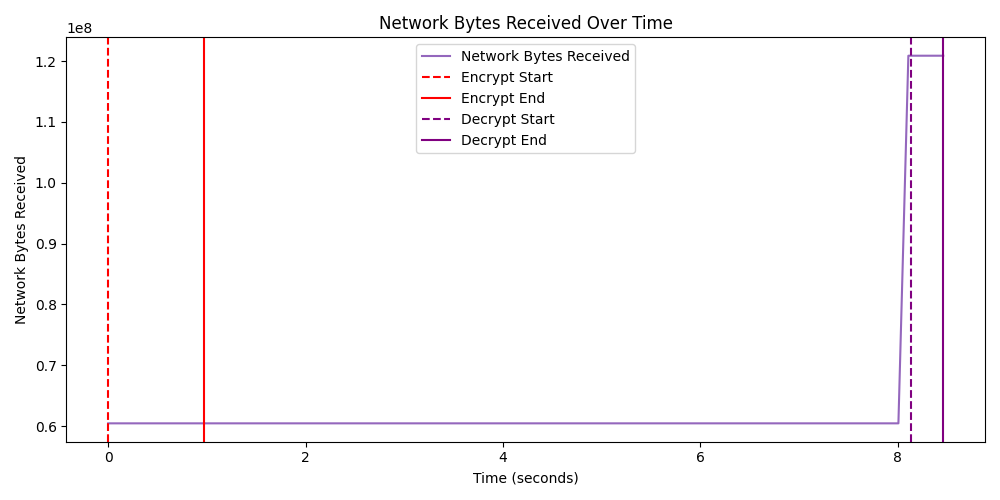 Network Bytes Received Over Time
1e8
Network Bytes Received
Encrypt Start
Encrypt End
Decrypt Start
Decrypt End
1.2
1.1
1.0
0.9
0.8
0.7
0.6
Network Bytes Received
0
2
4
6
8
Time (seconds)